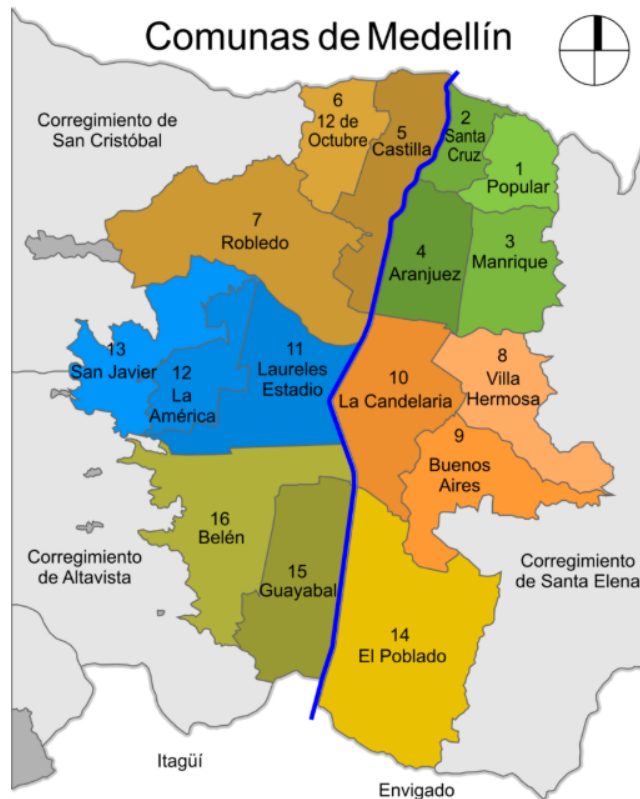 Comunas de Medellín
Corregimiento de
San Cristóbal
6
12 de
Octubre
5
Castilla
2
Santa
Cruz
1
Popular
7
Robledo
4
Aranjuez
3
Manrique
13
San Javier
12
La
América
11
Laureles
Estadio
10
La Candelaria
8
Villa
Hermosa
9
Buenos
Aires
16
Belén
15
Guayabal
14
El Poblado
Corregimiento
de Altavista
Corregimiento
de Santa Elena
Itagüí
Envigado